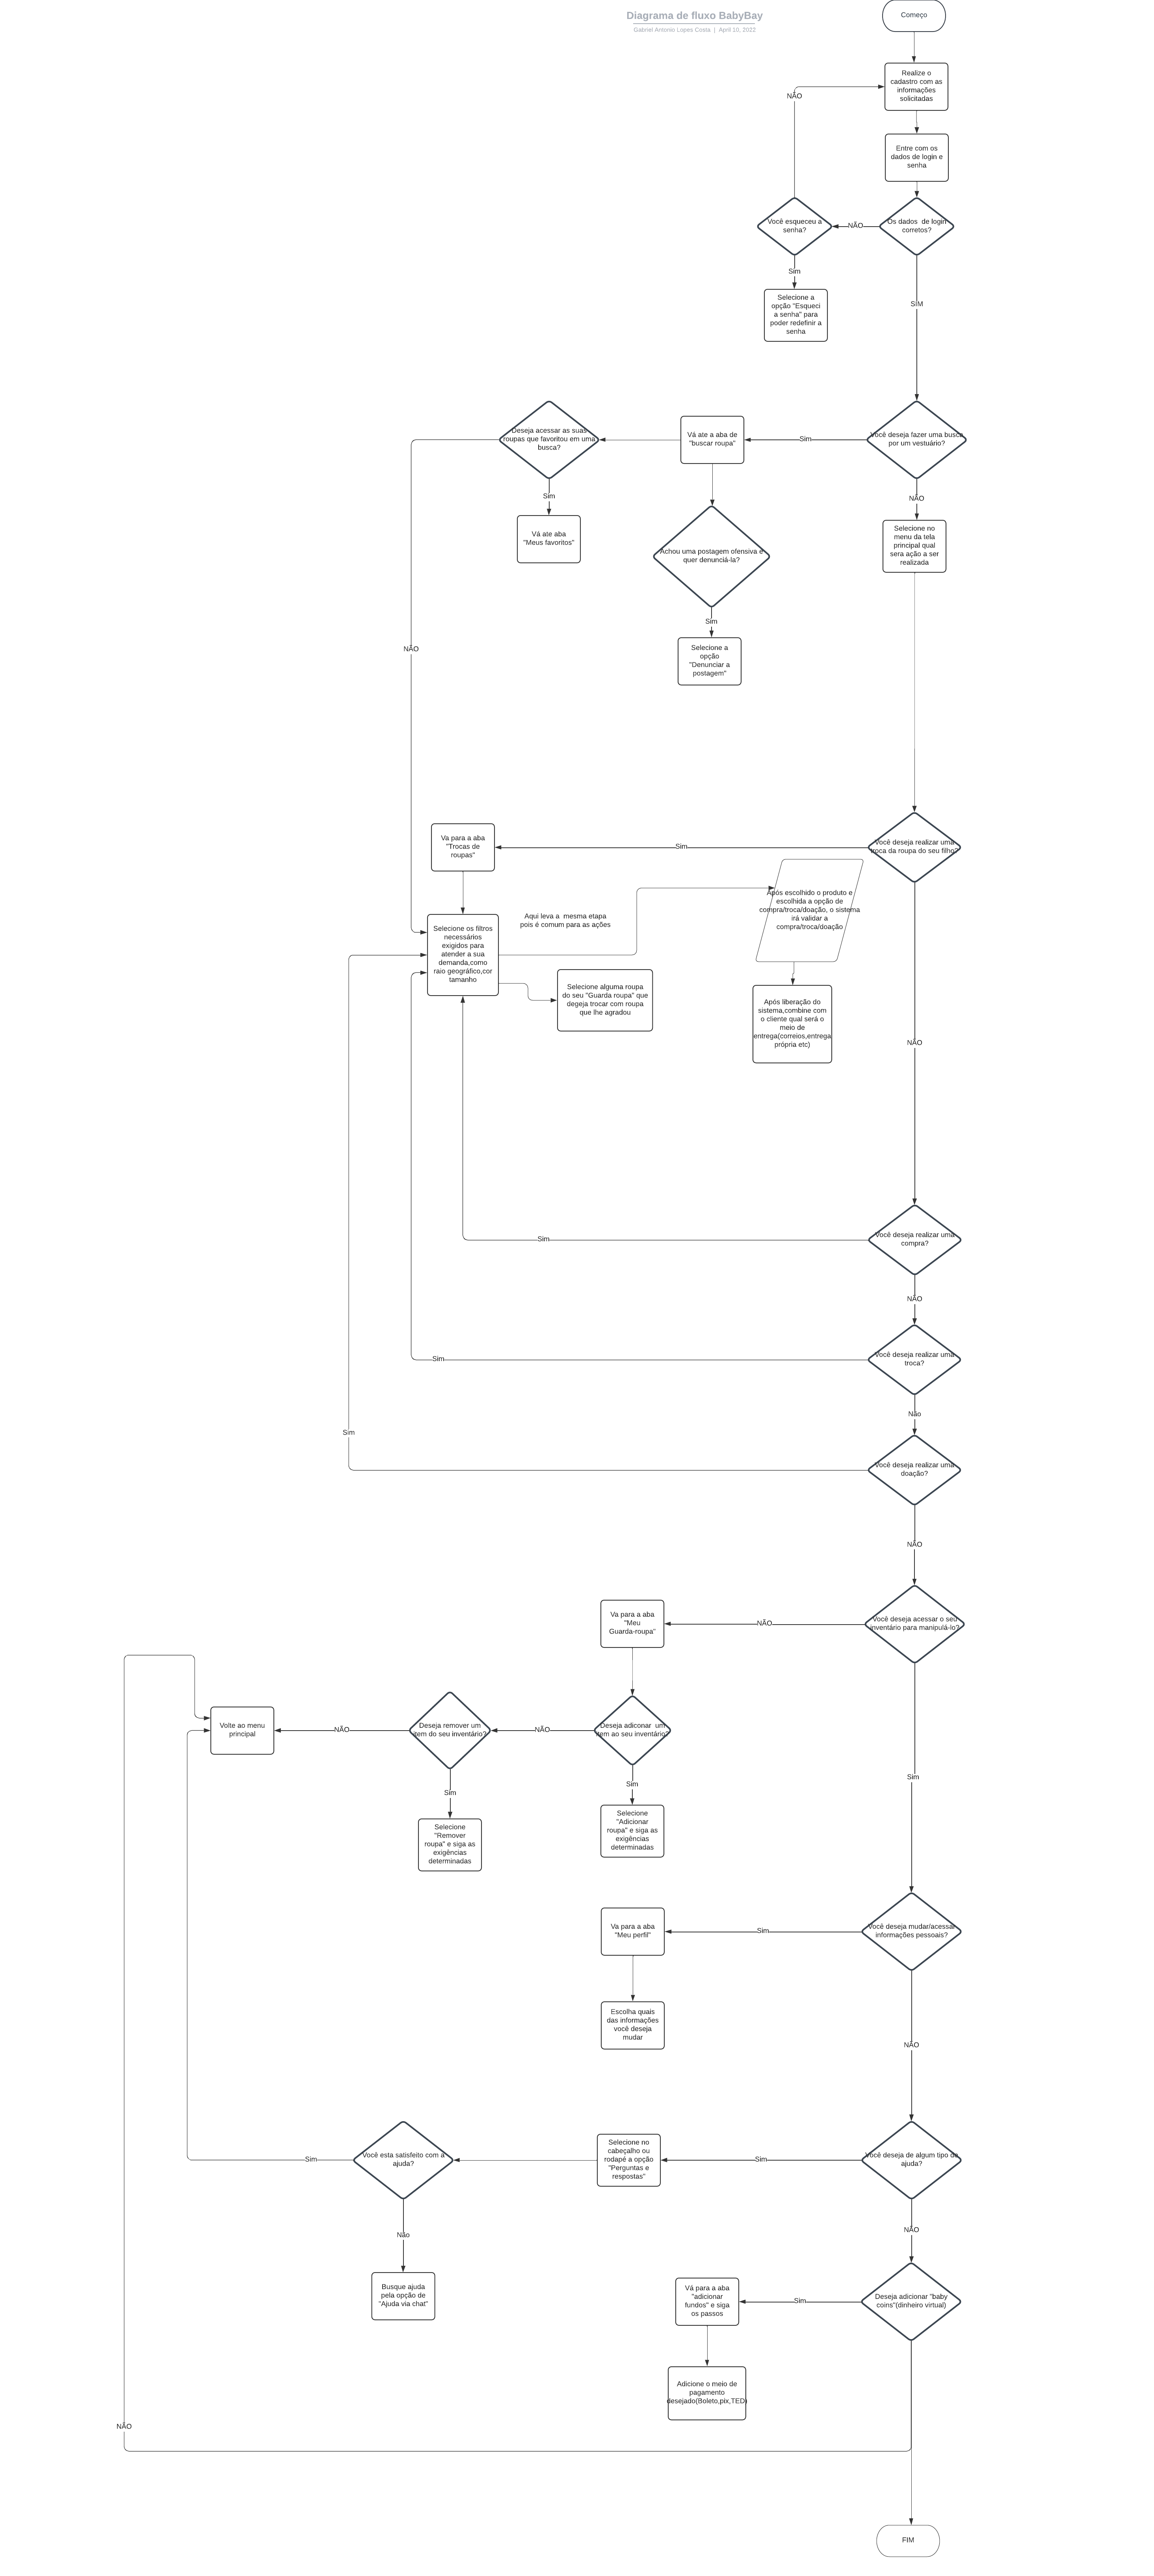 Diagrama de fluxo BabyBay
Gabriel Antonio Lopes Costa | April 10, 2022
Começo
Realize o
cadastro com as
informações
solicitadas
NÃO
Entre com os
dados de login e
senha
Você esqueceu a
senha?
NÃO
Os dados de login
corretos?
Sim
SIM
Selecione a
opção "Esqueci
a senha" para
poder redefinir a
senha
Deseja acessar as suas
roupas que favoritou em uma
busca?
Vá ate a aba de
"buscar roupa"
Sim
Você deseja fazer uma busca
por um vestuário?
Sim
NÃO
Vá ate aba
"Meus favoritos"
Achou uma postagem ofensiva e
quer denunciá-la?
Selecione no
menu da tela
principal qual
sera ação a ser
realizada
Sim
Selecione a
opção
"Denunciar a
postagem"
NÃO
Va para a aba
"Trocas de
roupas"
Sim
Você deseja realizar uma
troca da roupa do seu filho?
Após escolhido o produto e
escolhida a opção de
compra/troca/doação, o sistema
irá validar a
compra/troca/doação
Aqui leva a mesma etapa
pois é comum para as ações
Selecione os filtros
necessários
exigidos para
atender a sua
demanda,como
raio geográfico,cor
tamanho
Selecione alguma roupa
do seu "Guarda roupa" que
degeja trocar com roupa
que lhe agradou
Após liberação do
sistema,combine com
o cliente qual será o
meio de
entrega(correios,entrega
própria etc)
NÃO
Sim
Você deseja realizar uma
compra?
NÃO
Sim
Você deseja realizar uma
troca?
Não
Sim
Você deseja realizar uma
doação?
NÃO
Va para a aba
"Meu
Guarda-roupa"
NÃO
Você deseja acessar o seu
inventário para manipulá-lo?
Volte ao menu
principal
NÃO
Deseja remover um
item do seu inventário?
NÃO
Deseja adiconar um
item ao seu inventário?
Sim
Sim
Sim
Selecione
"Remover
roupa" e siga as
exigências
determinadas
Selecione
"Adicionar
roupa" e siga as
exigências
determinadas
Va para a aba
"Meu perfil"
Sim
Você deseja mudar/acessar
informações pessoais?
Escolha quais
das informações
você deseja
mudar
NÃO
Sim
Você esta satisfeito com a
ajuda?
Selecione no
cabeçalho ou
rodapé a opção
"Perguntas e
respostas"
Sim
Você deseja de algum tipo de
ajuda?
Não
NÃO
Busque ajuda
pela opção de
"Ajuda via chat"
Vá para a aba
"adicionar
fundos" e siga
os passos
Sim
Deseja adicionar "baby
coins"(dinheiro virtual)
Adicione o meio de
pagamento
desejado(Boleto,pix,TED)
NÃO
FIM